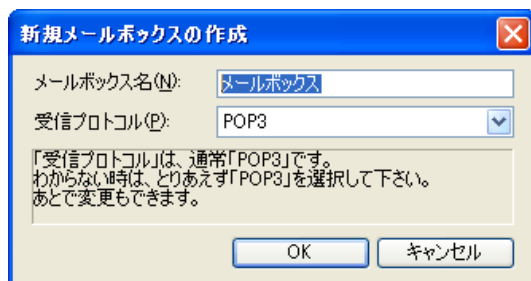 新規メールボックスの作成
メールボックス名(N): メールボックス
受信プロトコル(P): POP3
「受信プロトコル」は、通常「POP3」です。
わからない時は、とりあえず「POP3」を選択して下さい。
あとで変更もできます。
OK キャンセル